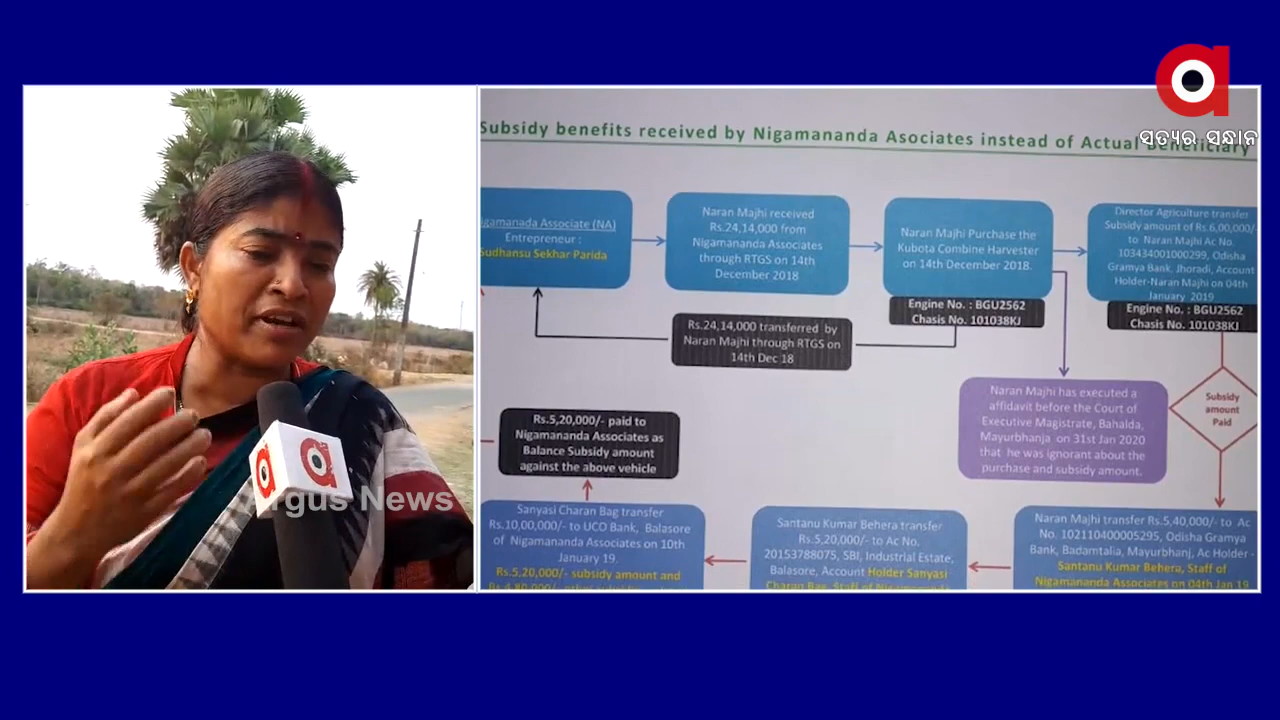 ସତ୍ୟର ସନ୍ଧାନ
Subsidy benefits received by Nigamananda Asociates instead of Actual Beneficiary
igamanada Associate (NA)
Entrepreneur :
Sudhansu Sekhar Parida
Naran Majhi received
Rs.24,14,000 from
Nigamananda Associates
through RTGS on 14th
December 2018
Naran Majhi Purchase the
Kubota Combine Harvester
on 14th December 2018.
Engine No. : BGU2562
Chasis No. 101038KJ
Director Agriculture transfer
Subsidy amount of Rs.6,00,000/-
to Naran Majhi Ac No.
103434001000299, Odisha
Gramya Bank, Jhoradi, Account
Holder-Naran Majhi on 04th
January 2019
Engine No. : BGU2562
Chasis No. 101038KJ
Rs.24,14,000 transferred by
Naran Majhi through RTGS on
14th Dec 18
Naran Majhi has executed a
affidavit before the Court of
Executive Magistrate, Bahalda,
Mayurbhanja on 31st Jan 2020
that he was ignorant about the
purchase and subsidy amount.
Subsidy
amount
Paid
Rs.5,20,000/- paid to
Nigamananda Associates as
Balance Subsidy amount
against the above vehicle
Sanyasi Charan Bag transfer
Rs.10,00,000/- to UCO Bank, Balasore
of Nigamananda Associates on 10th
January 19.
Rs.5,20,000/- subsidy amount and
Santanu Kumar Behera transfer
Rs.5,20,000/- to Ac No.
20153788075, SBI, Industrial Estate,
Balasore, Account Holder Sanyasi
Charan Bag, Staff of
Naran Majhi transfer Rs.5,40,000/- to Ac
No. 102110400005295, Odisha Gramya
Bank, Badamtalia, Mayurbhanj, Ac Holder -
Santanu Kumar Behera, Staff of
Nigamananda Associates on 04th Jan 19
Argus News